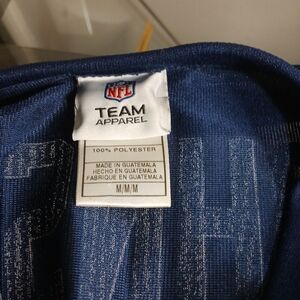 NFL
TEAM
APPAREL
100% POLYESTER
MADE IN GUATEMALA
HECHO EN GUATEMALA
FABRIQUE EN GUATEMALA
M/M/M